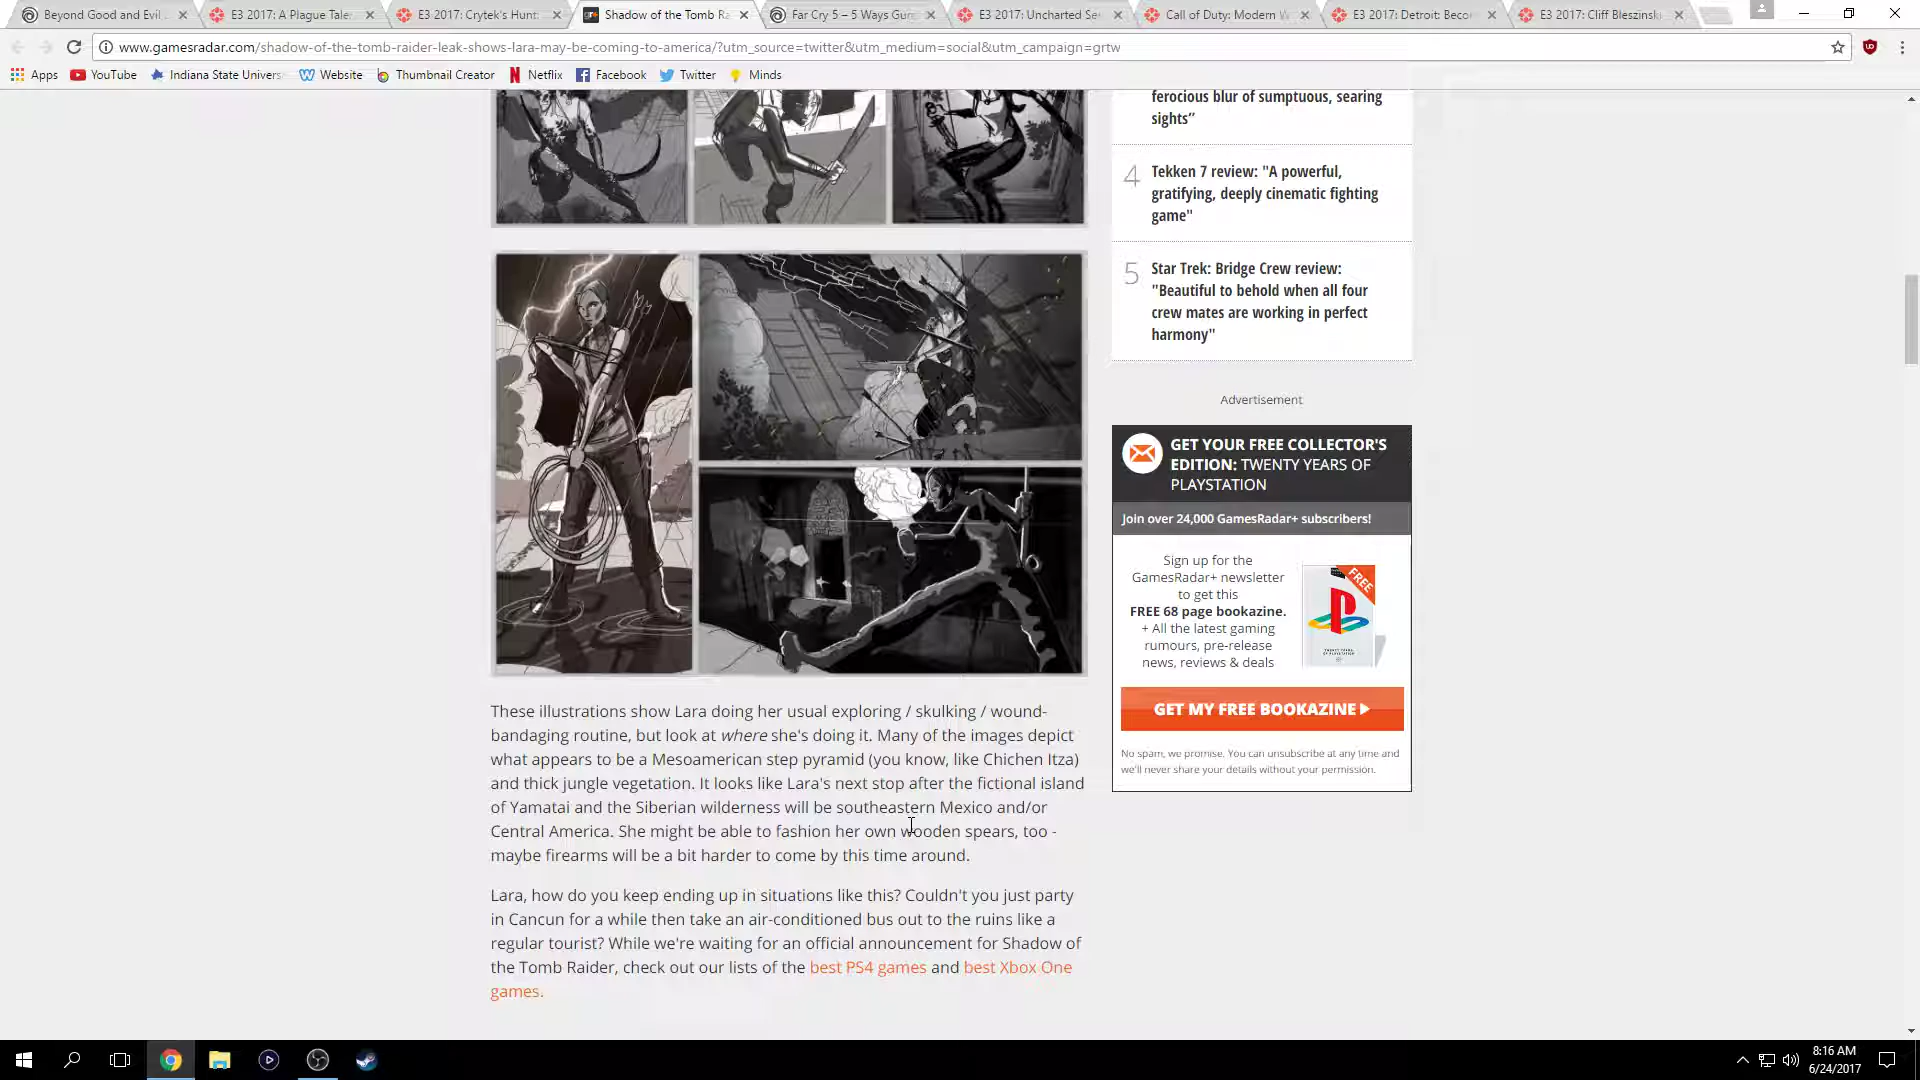 Beyond Good and Evil
E3 2017: A Plague Tale
E3 2017: Crytek's Hunt:
Shadow of the Tomb Ra
Far Cry 5 – 5 Ways Gun
E3 2017: Uncharted Se
Call of Duty: Modern W
E3 2017: Detroit: Beco
E3 2017: Cliff Bleszinski
www.gamesradar.com/shadow-of-the-tomb-raider-leak-shows-lara-may-be-coming-to-america/?utm_source=twitter&utm_medium=social&utm_campaign=grtw
Apps
YouTube
Indiana State Univers
Website
Thumbnail Creator
Netflix
Facebook
Twitter
Minds
These illustrations show Lara doing her usual exploring / skulking / wound-
bandaging routine, but look at where she's doing it. Many of the images depict
what appears to be a Mesoamerican step pyramid (you know, like Chichen Itza)
and thick jungle vegetation. It looks like Lara's next stop after the fictional island
of Yamatai and the Siberian wilderness will be southeastern Mexico and/or
Central America. She might be able to fashion her own wooden spears, too -
maybe firearms will be a bit harder to come by this time around.
Lara, how do you keep ending up in situations like this? Couldn't you just party
in Cancun for a while then take an air-conditioned bus out to the ruins like a
regular tourist? While we're waiting for an official announcement for Shadow of
the Tomb Raider, check out our lists of the best PS4 games and best Xbox One
games.
ferocious blur of sumptuous, searing
sights"
4
Tekken 7 review: "A powerful,
gratifying, deeply cinematic fighting
game"
5
Star Trek: Bridge Crew review:
"Beautiful to behold when all four
crew mates are working in perfect
harmony"
Advertisement
GET YOUR FREE COLLECTOR'S
EDITION: TWENTY YEARS OF
PLAYSTATION
Join over 24,000 GamesRadar+ subscribers!
Sign up for the
GamesRadar+ newsletter
to get this
FREE 68 page bookazine.
+ All the latest gaming
rumours, pre-release
news, reviews & deals
FREE
GET MY FREE BOOKAZINE
No spam, we promise. You can unsubscribe at any time and
we'll never share your details without your permission.
8:16 AM
6/24/2017